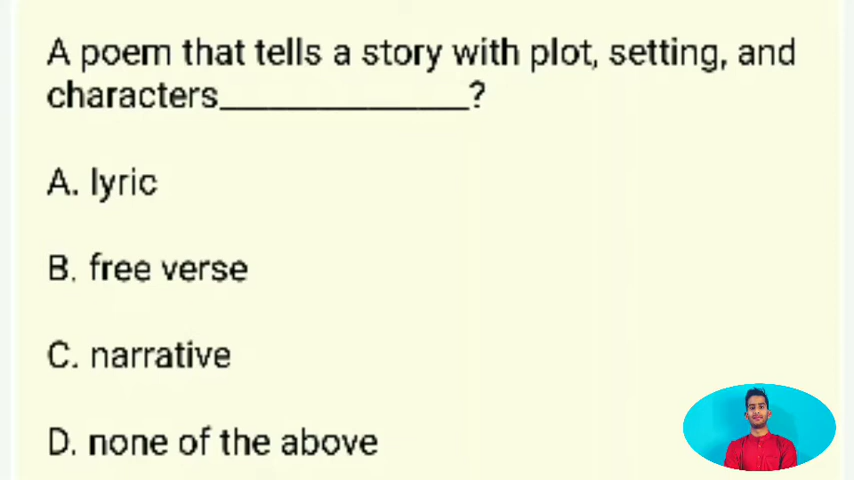 A poem that tells a story with plot, setting, and
characters______________?
A. lyric
B. free verse
C. narrative
D. none of the above